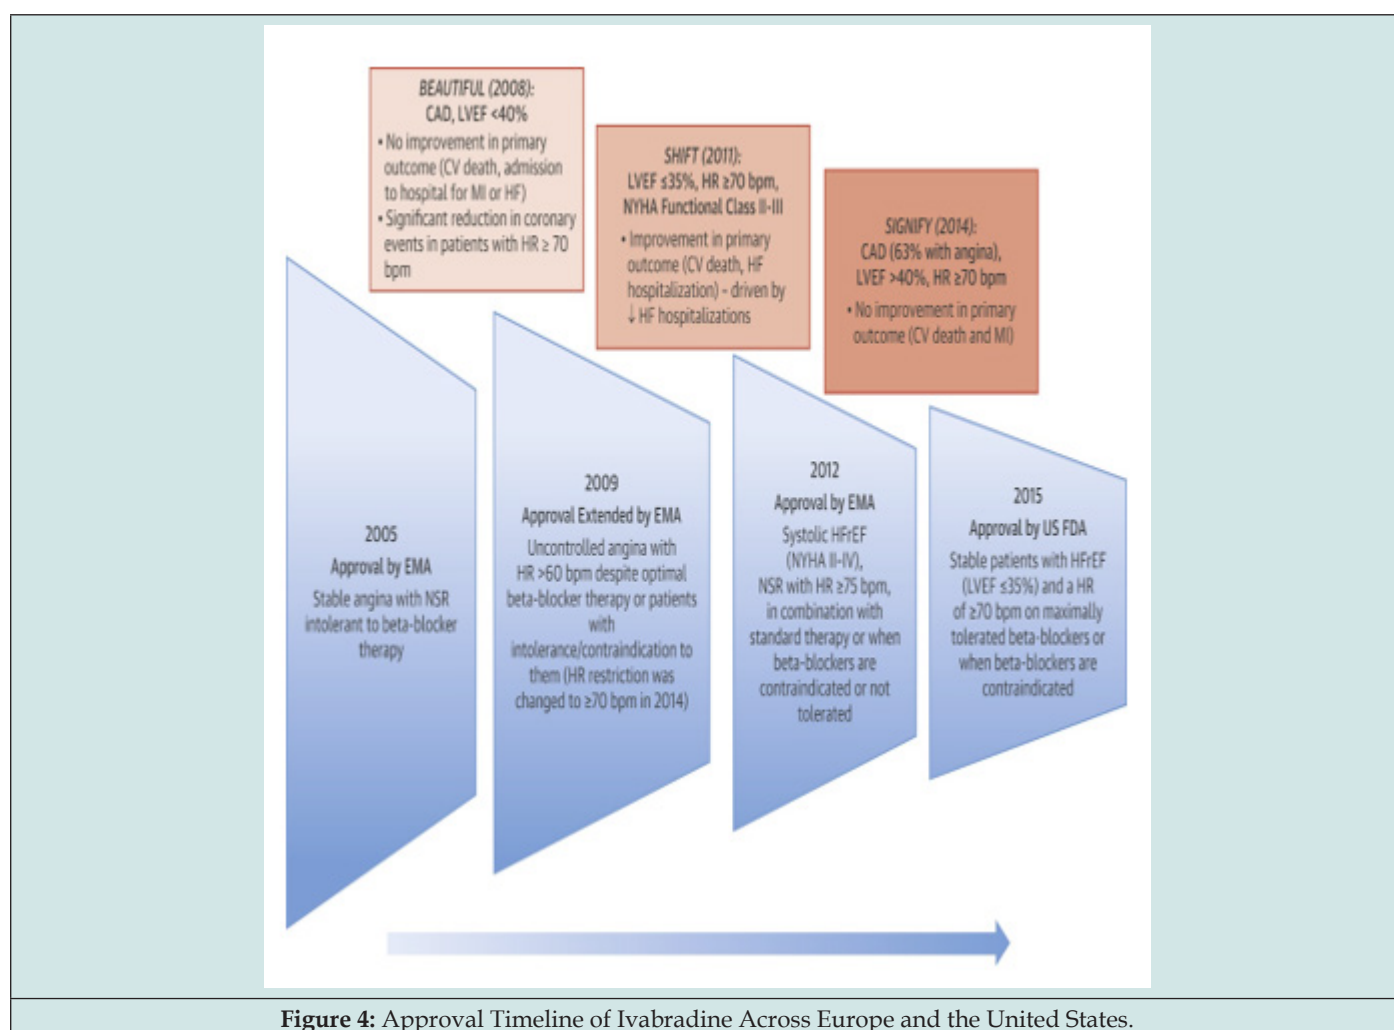 BEAUTIFUL (2008):
CAD, LVEF <40%
• No improvement in primary
outcome (CV death, admission
to hospital for MI or HF)
• Significant reduction in coronary
events in patients with HR ≥ 70
bpm
SHIFT (2011):
LVEF ≤35%, HR ≥70 bpm,
NYHA Functional Class II-III
• Improvement in primary
outcome (CV death, HF
hospitalization) - driven by
↓ HF hospitalizations
SIGNIFY (2014):
CAD (63% with angina),
LVEF >40%, HR ≥70 bpm
• No improvement in primary
outcome (CV death and MI)
2005
Approval by EMA
Stable angina with NSR
intolerant to beta-blocker
therapy
2009
Approval Extended by EMA
Uncontrolled angina with
HR >60 bpm despite optimal
beta-blocker therapy or patients
with
intolerance/contraindication to
them (HR restriction was
changed to ≥70 bpm in 2014)
2012
Approval by EMA
Systolic HFrEF
(NYHA II-IV),
NSR with HR ≥75 bpm,
in combination with
standard therapy or when
beta-blockers are
contraindicated or not
tolerated
2015
Approval by US FDA
Stable patients with HFrEF
(LVEF ≤35%) and a HR
of ≥70 bpm on maximally
tolerated beta-blockers or
when beta-blockers are
contraindicated
Figure 4: Approval Timeline of Ivabradine Across Europe and the United States.